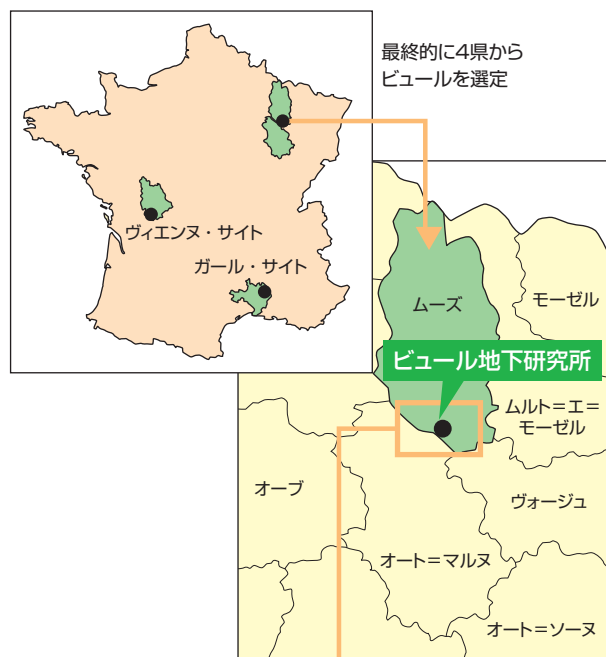 最終的に4県から
ビュールを選定
ヴィエンヌ・サイト
ガール・サイト
ムーズ
モーゼル
ビュール地下研究所
ムルト＝エ＝
モーゼル
オーブ
ヴォージュ
オート＝マルヌ
オート＝ソーヌ